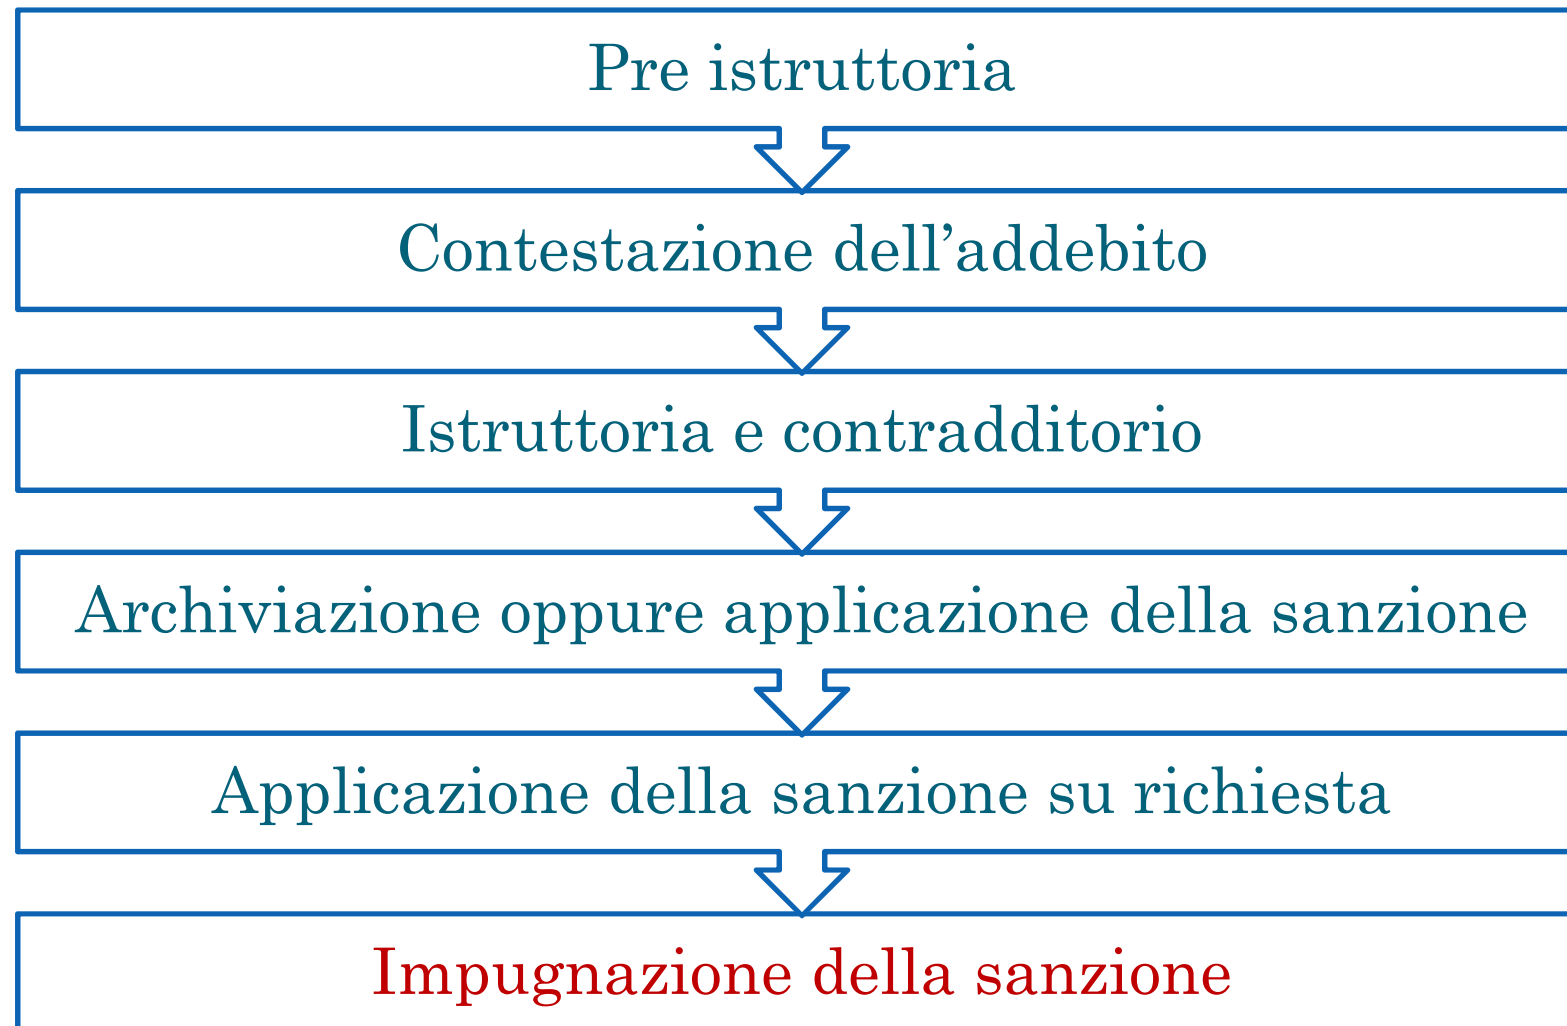 Pre istruttoria
Contestazione dell’addebito
Istruttoria e contradditorio
Archiviazione oppure applicazione della sanzione
Applicazione della sanzione su richiesta
Impugnazione della sanzione